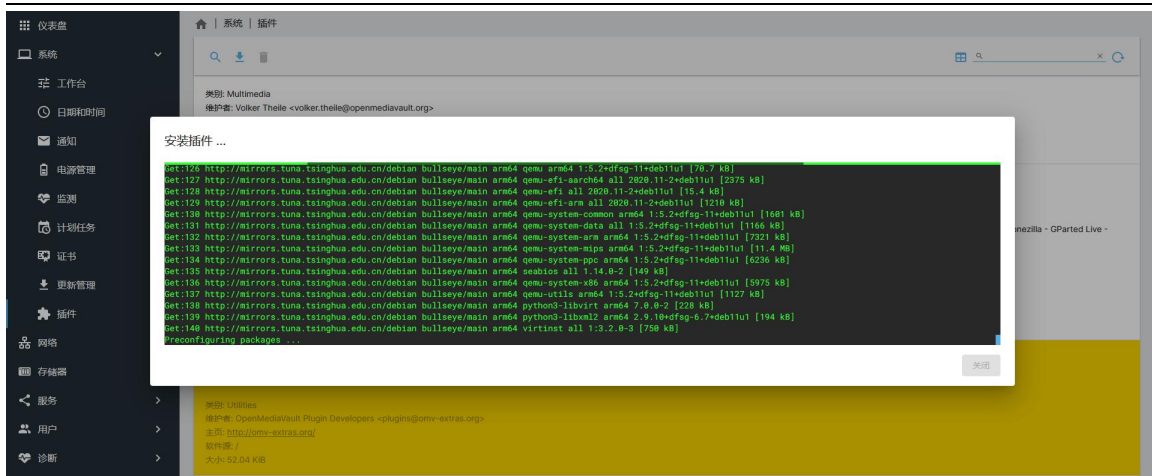 仪表盘
系统
工作台
日期和时间
通知
电源管理
监测
计划任务
证书
更新管理
插件
网络
存储器
服务
用户
诊断
| 系统 | 插件
类别: Multimedia
维护者: Volker Theile <volker.theile@openmediavault.org>
安装插件 ...
Get:126 http://mirrors.tuna.tsinghua.edu.cn/debian bullseye/main arm64 qemu arm64 1:5.2+dfsg-11+deb11u1 [70.7 kB]
Get:127 http://mirrors.tuna.tsinghua.edu.cn/debian bullseye/main arm64 qemu-efi-aarch64 all 2020.11-2+deb11u1 [2375 kB]
Get:128 http://mirrors.tuna.tsinghua.edu.cn/debian bullseye/main arm64 qemu-efi all 2020.11-2+deb11u1 [15.4 kB]
Get:129 http://mirrors.tuna.tsinghua.edu.cn/debian bullseye/main arm64 qemu-efi-arm all 2020.11-2+deb11u1 [1210 kB]
Get:130 http://mirrors.tuna.tsinghua.edu.cn/debian bullseye/main arm64 qemu-system-common arm64 1:5.2+dfsg-11+deb11u1 [1601 kB]
Get:131 http://mirrors.tuna.tsinghua.edu.cn/debian bullseye/main arm64 qemu-system-data all 1:5.2+dfsg-11+deb11u1 [1166 kB]
Get:132 http://mirrors.tuna.tsinghua.edu.cn/debian bullseye/main arm64 qemu-system-arm arm64 1:5.2+dfsg-11+deb11u1 [7321 kB]
Get:133 http://mirrors.tuna.tsinghua.edu.cn/debian bullseye/main arm64 qemu-system-mips arm64 1:5.2+dfsg-11+deb11u1 [11.4 MB]
Get:134 http://mirrors.tuna.tsinghua.edu.cn/debian bullseye/main arm64 qemu-system-ppc arm64 1:5.2+dfsg-11+deb11u1 [6236 kB]
Get:135 http://mirrors.tuna.tsinghua.edu.cn/debian bullseye/main arm64 seabios all 1.14.0-2 [149 kB]
Get:136 http://mirrors.tuna.tsinghua.edu.cn/debian bullseye/main arm64 qemu-system-x86 arm64 1:5.2+dfsg-11+deb11u1 [5975 kB]
Get:137 http://mirrors.tuna.tsinghua.edu.cn/debian bullseye/main arm64 qemu-utils arm64 1:5.2+dfsg-11+deb11u1 [1127 kB]
Get:138 http://mirrors.tuna.tsinghua.edu.cn/debian bullseye/main arm64 python3-libvirt arm64 7.0.0-2 [228 kB]
Get:139 http://mirrors.tuna.tsinghua.edu.cn/debian bullseye/main arm64 python3-libxml2 arm64 2.9.10+dfsg-6.7+deb11u1 [194 kB]
Get:140 http://mirrors.tuna.tsinghua.edu.cn/debian bullseye/main arm64 virtinst all 1:3.2.0-3 [750 kB]
Preconfiguring packages ...
onezilla - GParted Live -
关闭
类别: Utilities
维护者: OpenMediaVault Plugin Developers <plugins@omv-extras.org>
主页: http://omv-extras.org/
软件源: /
大小: 52.04 KiB